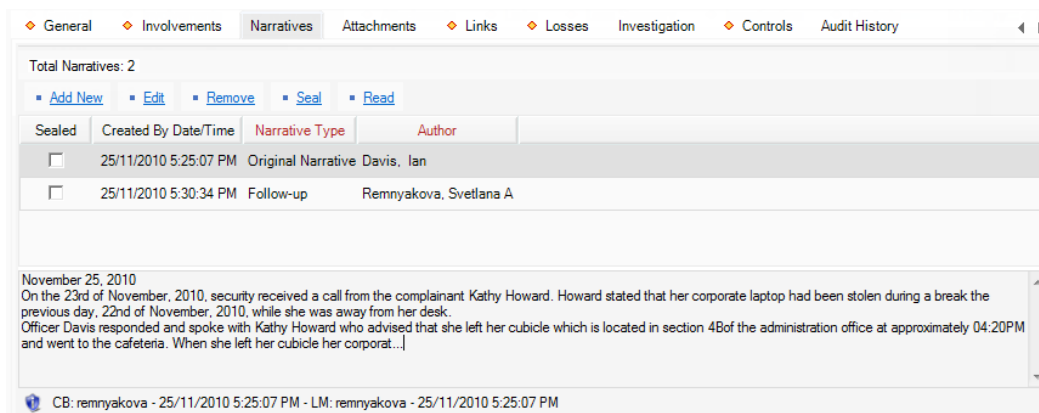 General Involvements Narratives Attachments Links Losses Investigation Controls Audit History
Total Narratives: 2
Add New Edit Remove Seal Read
Sealed Created By Date/Time Narrative Type Author
25/11/2010 5:25:07 PM Original Narrative Davis, Ian
25/11/2010 5:30:34 PM Follow-up Remnyakova, Svetlana A
November 25, 2010
On the 23rd of November, 2010, security received a call from the complainant Kathy Howard. Howard stated that her corporate laptop had been stolen during a break the
previous day, 22nd of November, 2010, while she was away from her desk.
Officer Davis responded and spoke with Kathy Howard who advised that she left her cubicle which is located in section 4Bof the administration office at approximately 04:20PM
and went to the cafeteria. When she left her cubicle her corporat...
CB: remnyakova - 25/11/2010 5:25:07 PM - LM: remnyakova - 25/11/2010 5:25:07 PM